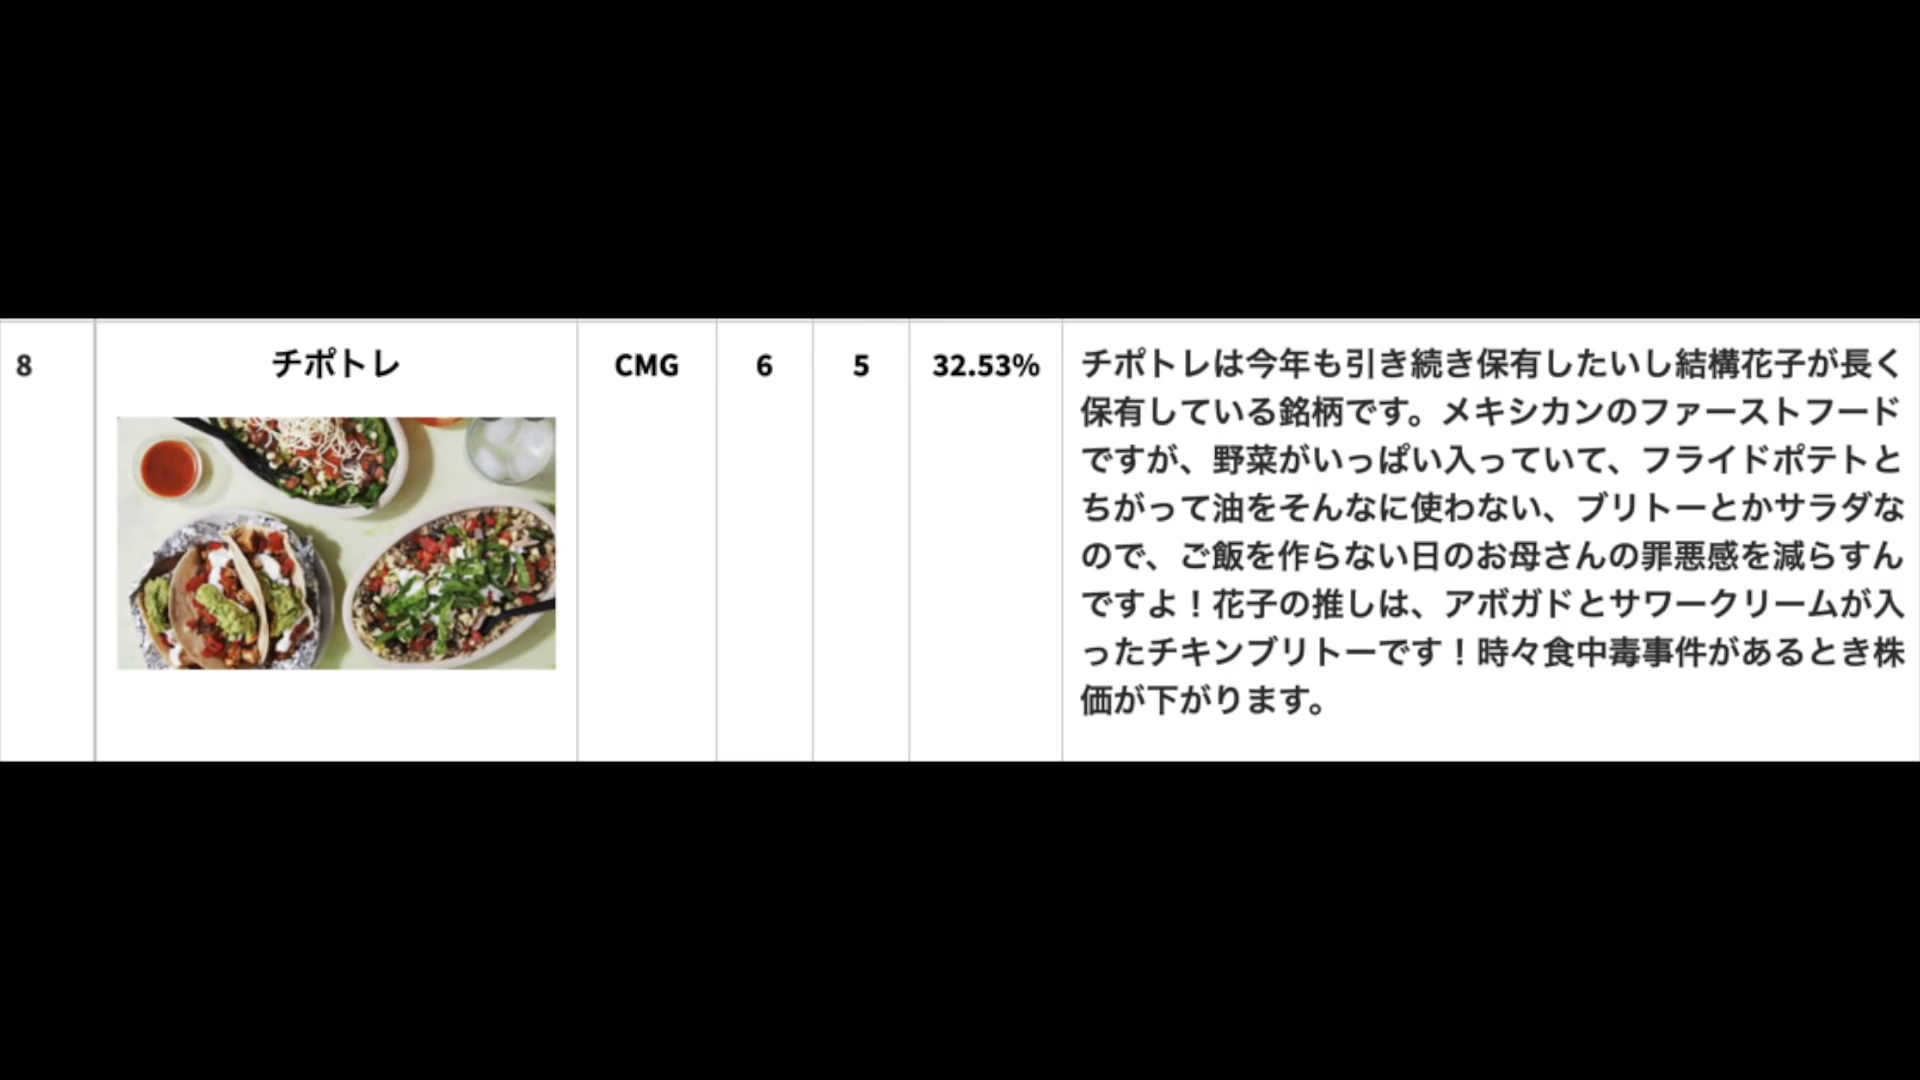 8
チポトレ
CMG
6
5
32.53%
チポトレは今年も引き続き保有したいし結構花子が長く
保有している銘柄です。メキシカンのファーストフード
ですが、野菜がいっぱい入っていて、フライドポテトと
ちがって油をそんなに使わない、ブリトーとかサラダな
ので、ご飯を作らない日のお母さんの罪悪感を減らすん
ですよ！花子の推しは、アボガドとサワークリームが入
ったチキンブリトーです！時々食中毒事件があるとき株
価が下がります。